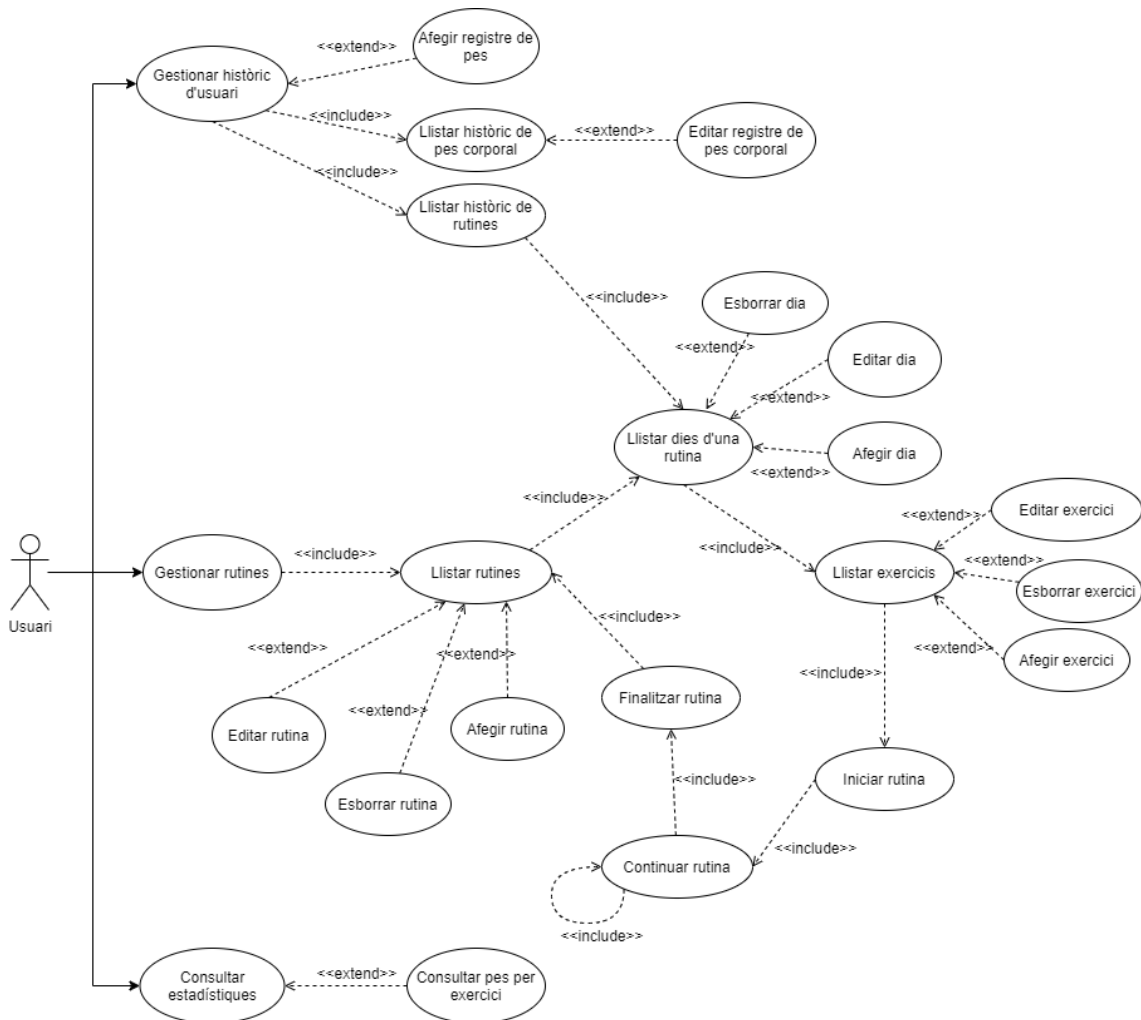 Afegir registre de
pes
<<extend>>
Gestionar històric
d'usuari
<<include>>
Llistar històric de
pes corporal
<<extend>>
Editar registre de
pes corporal
<<include>>
Llistar històric de
rutines
<<include>>
Esborrar dia
<<extend>>
Editar dia
<<extend>>
Llistar dies d'una
rutina
Afegir dia
<<extend>>
<<include>>
Editar exercici
<<extend>>
<<include>>
Usuari
Gestionar rutines
<<include>>
Llistar rutines
Llistar exercicis
<<extend>>
Esborrar exercici
<<include>>
<<extend>>
<<extend>>
<<extend>>
Afegir exercici
<<include>>
Finalitzar rutina
<<extend>>
Editar rutina
Afegir rutina
Esborrar rutina
<<include>>
Iniciar rutina
<<include>>
Continuar rutina
<<include>>
Consultar
estadístiques
<<extend>>
Consultar pes per
exercici